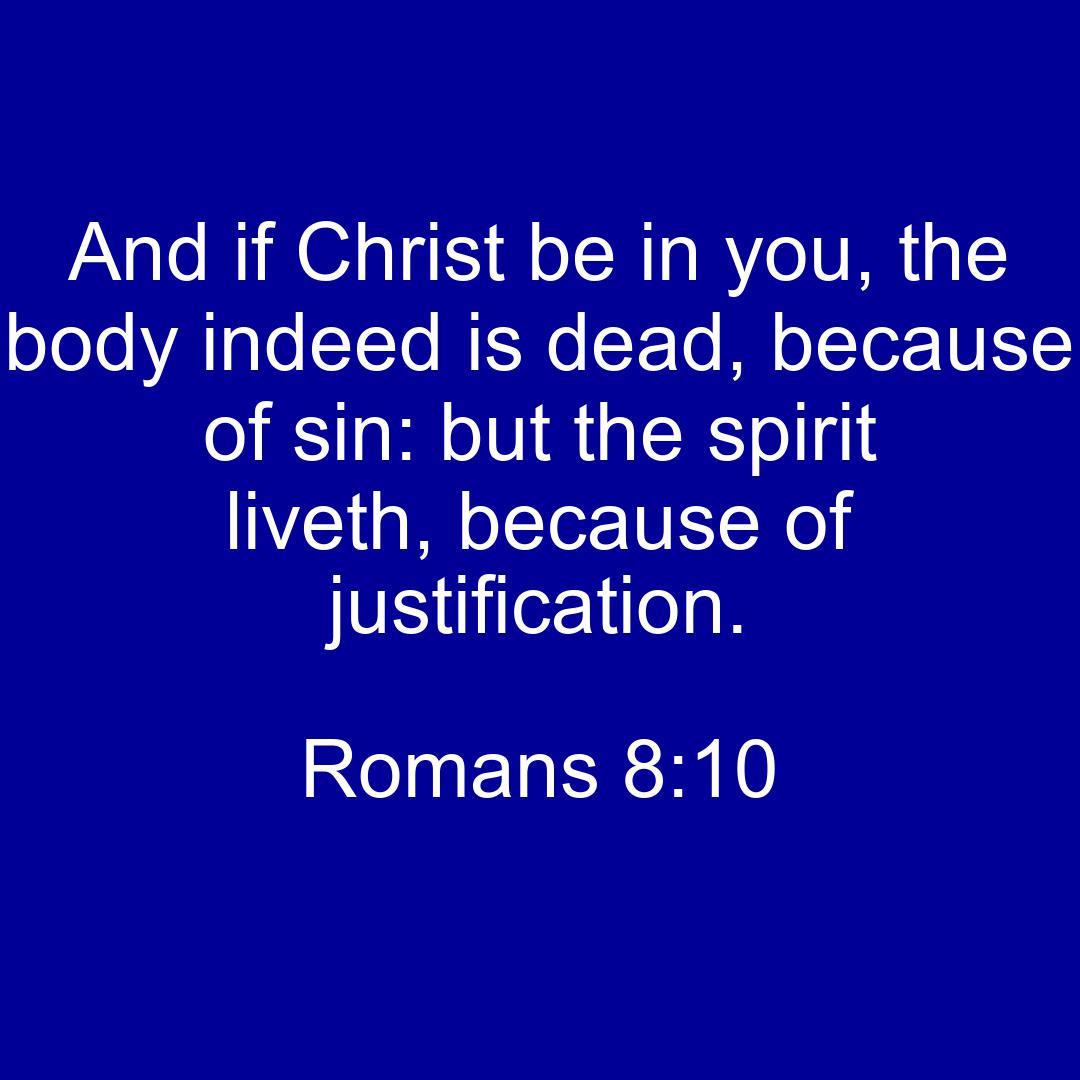 And if Christ be in you, the
body indeed is dead, because
of sin: but the spirit
liveth, because of
justification.
Romans 8:10